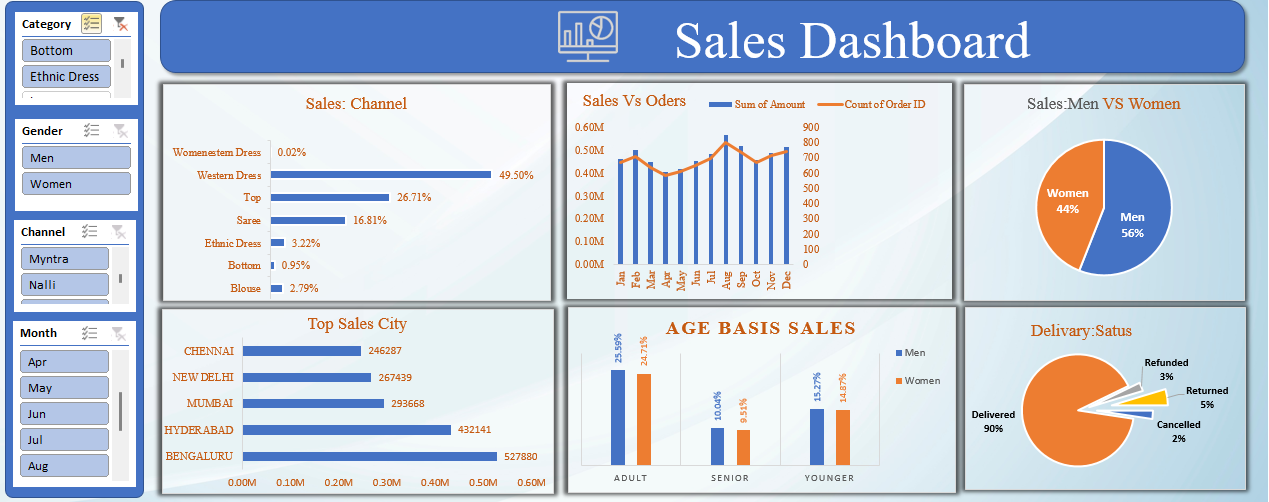 Sales Dashboard
Category
Bottom
Ethnic Dress
Gender
Men
Women
Channel
Myntra
Nalli
Month
Apr
May
Jun
Jul
Aug
Sales: Channel
Womenestern Dress 0.02%
Western Dress 49.50%
Top 26.71%
Saree 16.81%
Ethnic Dress 3.22%
Bottom 0.95%
Blouse 2.79%
Sales Vs Oders
Sum of Amount Count of Order ID
0.60M 900
0.50M 800
0.40M 700
0.30M 600
0.20M 500
0.10M 400
0.00M 300
200
100
0
Jan Feb Mar Apr May Jun Jul Aug Sep Oct Nov Dec
Sales:Men VS Women
Women
44%
Men
56%
Top Sales City
CHENNAI 246287
NEW DELHI 267439
MUMBAI 293668
HYDERABAD 432141
BENGALURU 527880
0.00M 0.10M 0.20M 0.30M 0.40M 0.50M 0.60M
AGE BASIS SALES
25.59% 24.71% 10.04% 9.51% 15.27% 14.87%
ADULT SENIOR YOUNGER
Men
Women
Delivary:Satus
Refunded
3%
Returned
5%
Cancelled
2%
Delivered
90%